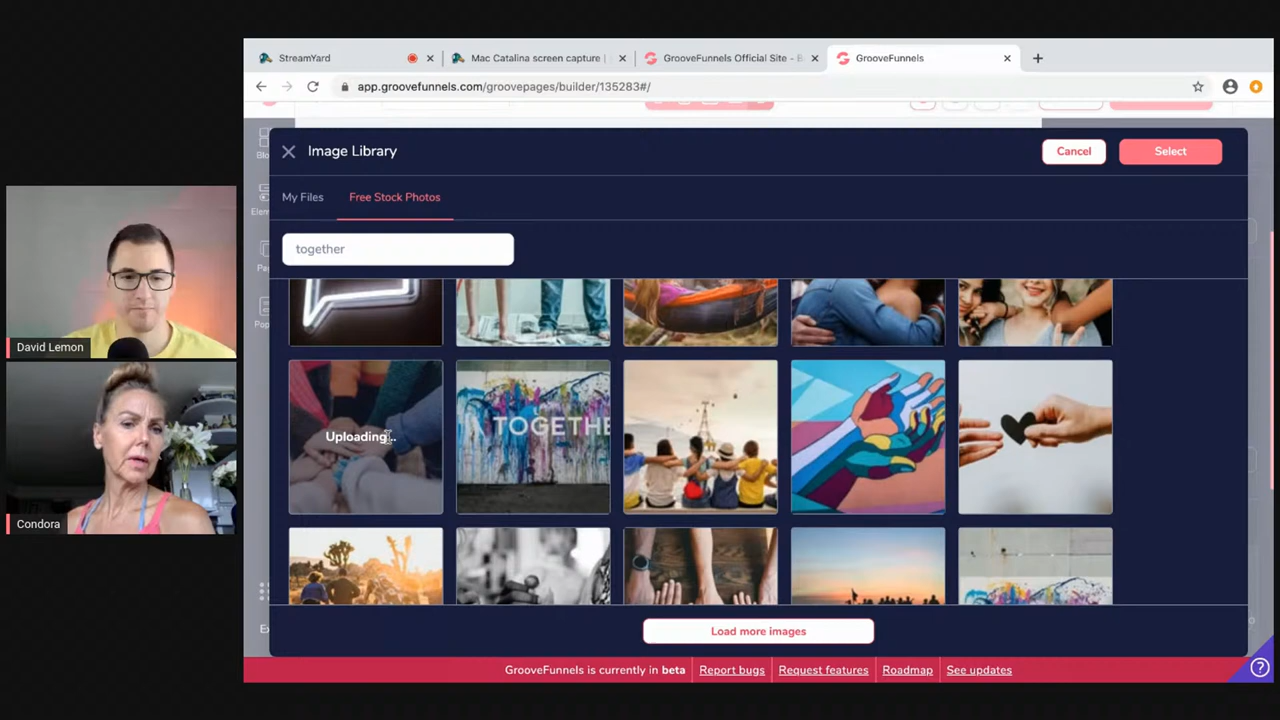 StreamYard
Mac Catalina screen capture |
GrooveFunnels Official Site - B
GrooveFunnels
app.groovefunnels.com/groovepages/builder/135283#/
Image Library
Cancel
Select
My Files
Free Stock Photos
together
Uploading...
TOGETHE
David Lemon
Condora
Load more images
GrooveFunnels is currently in beta
Report bugs
Request features
Roadmap
See updates